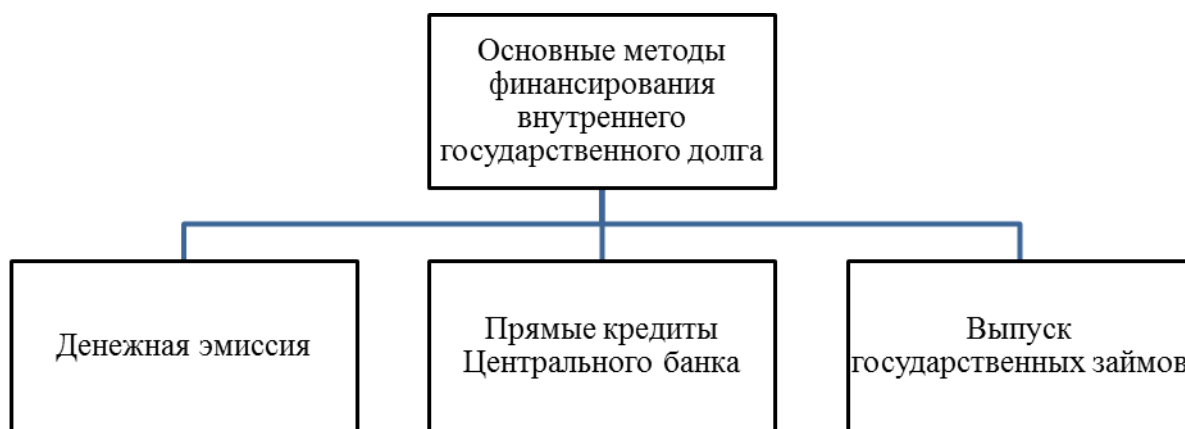 Основные методы
финансирования
внутреннего
государственного долга
Денежная эмиссия
Прямые кредиты
Центрального банка
Выпуск
государственных займов